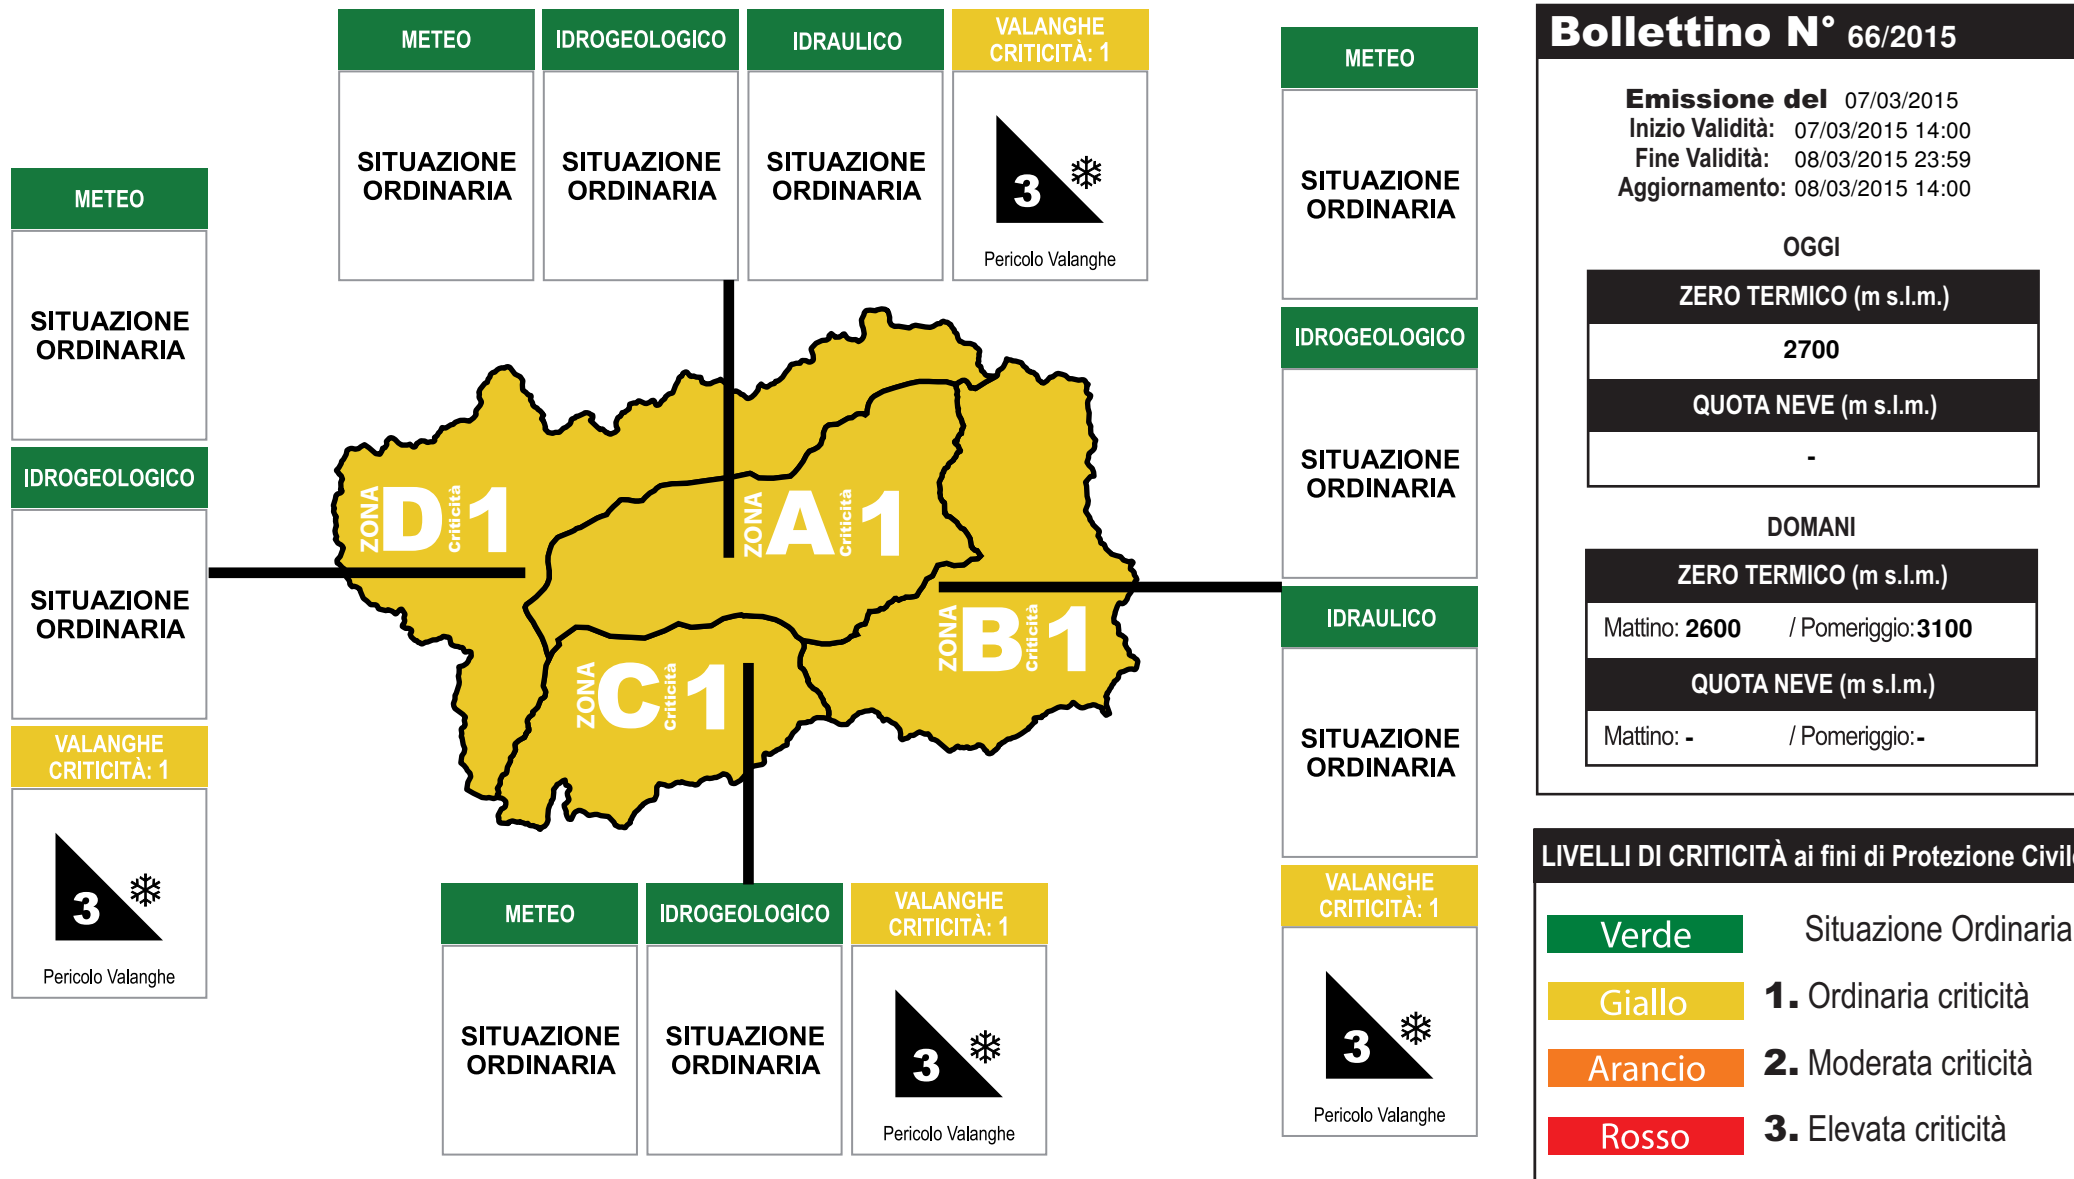 METEO
IDROGEOLOGICO
IDRAULICO
VALANGHE
CRITICITÀ: 1
SITUAZIONE
ORDINARIA
SITUAZIONE
ORDINARIA
SITUAZIONE
ORDINARIA
3
Pericolo Valanghe
METEO
SITUAZIONE
ORDINARIA
IDROGEOLOGICO
SITUAZIONE
ORDINARIA
VALANGHE
CRITICITÀ: 1
3
Pericolo Valanghe
ZONA D Criticità 1
ZONA A Criticità 1
ZONA B Criticità 1
ZONA C Criticità 1
METEO
IDROGEOLOGICO
VALANGHE
CRITICITÀ: 1
SITUAZIONE
ORDINARIA
SITUAZIONE
ORDINARIA
3
Pericolo Valanghe
METEO
SITUAZIONE
ORDINARIA
IDROGEOLOGICO
SITUAZIONE
ORDINARIA
IDRAULICO
SITUAZIONE
ORDINARIA
VALANGHE
CRITICITÀ: 1
3
Pericolo Valanghe
Bollettino N° 66/2015
Emissione del 07/03/2015
Inizio Validità: 07/03/2015 14:00
Fine Validità: 08/03/2015 23:59
Aggiornamento: 08/03/2015 14:00
OGGI
ZERO TERMICO (m s.l.m.)
2700
QUOTA NEVE (m s.l.m.)
-
DOMANI
ZERO TERMICO (m s.l.m.)
Mattino: 2600 / Pomeriggio: 3100
QUOTA NEVE (m s.l.m.)
Mattino: - / Pomeriggio: -
LIVELLI DI CRITICITÀ ai fini di Protezione Civile
Verde Situazione Ordinaria
Giallo 1. Ordinaria criticità
Arancio 2. Moderata criticità
Rosso 3. Elevata criticità